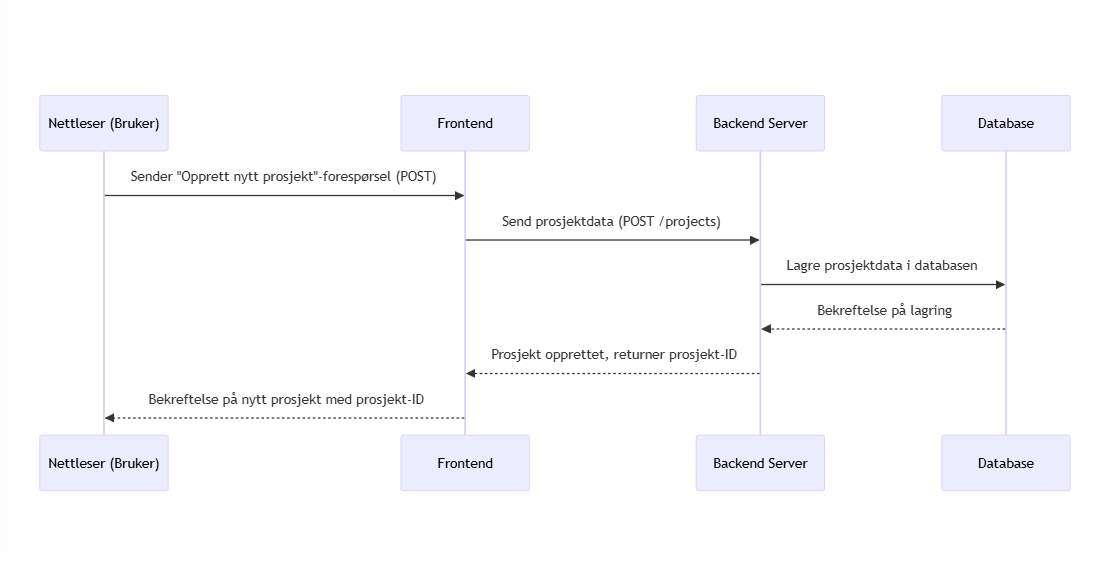 Nettleser (Bruker)
Frontend
Backend Server
Database
Sender "Opprett nytt prosjekt"-forespørsel (POST)
Send prosjektdata (POST /projects)
Lagre prosjektdata i databasen
Bekreftelse på lagring
Prosjekt opprettet, returner prosjekt-ID
Bekreftelse på nytt prosjekt med prosjekt-ID
Nettleser (Bruker)
Frontend
Backend Server
Database